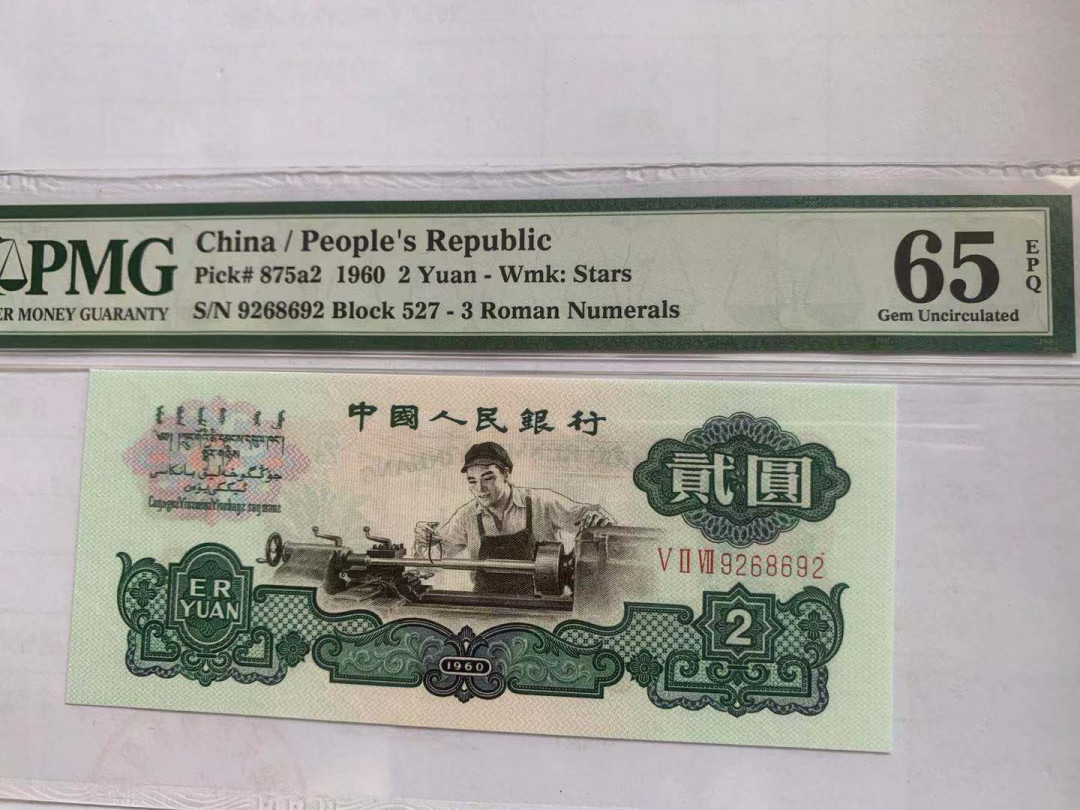 PMG
ER MONEY GUARANTY
China / People's Republic
Pick# 875a2 1960 2 Yuan - Wmk: Stars
S/N 9268692 Block 527 - 3 Roman Numerals
65
EPQ
Gem Uncirculated
中國人民銀行
貳圓
V II VII 9268692
ER
YUAN
2
1960